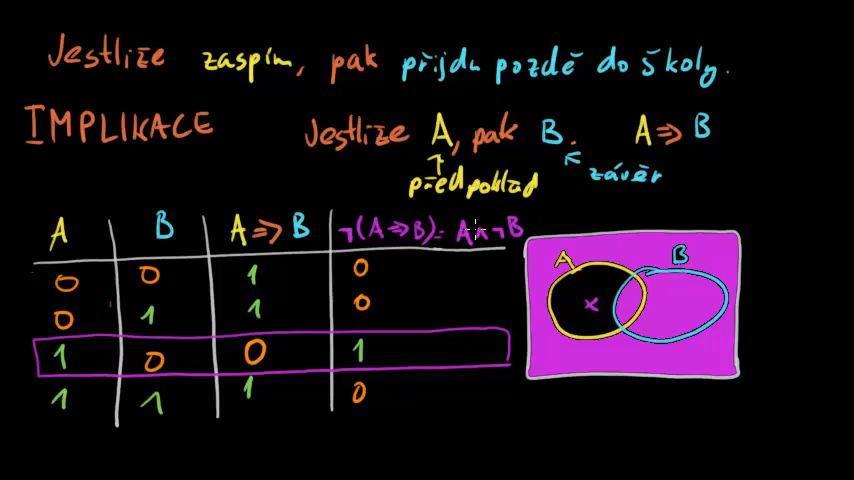 Jestliže zaspím, pak přijdu pozdě do školy.
IMPLIKACE Jestliže A, pak B. A ⇒ B
předpoklad závěr
A B A ⇒ B ¬(A ⇒ B) = A ∧ ¬B
0 0 1 0
0 1 1 0
1 0 0 1
1 1 1 0
A B
x